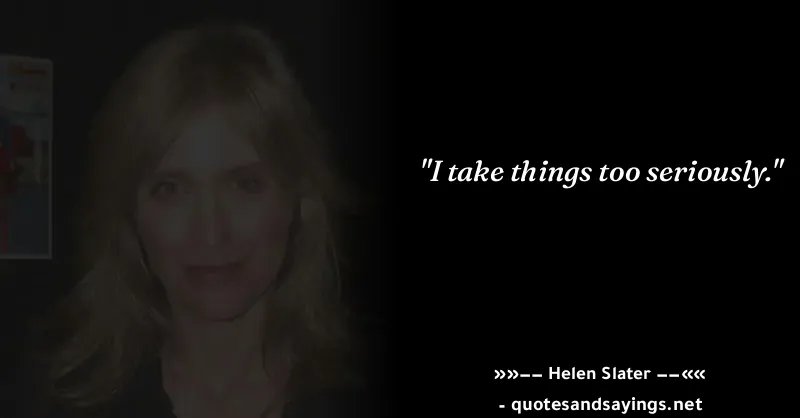 "I take things too seriously."
»»—— Helen Slater ——««
- quotesandsayings.net